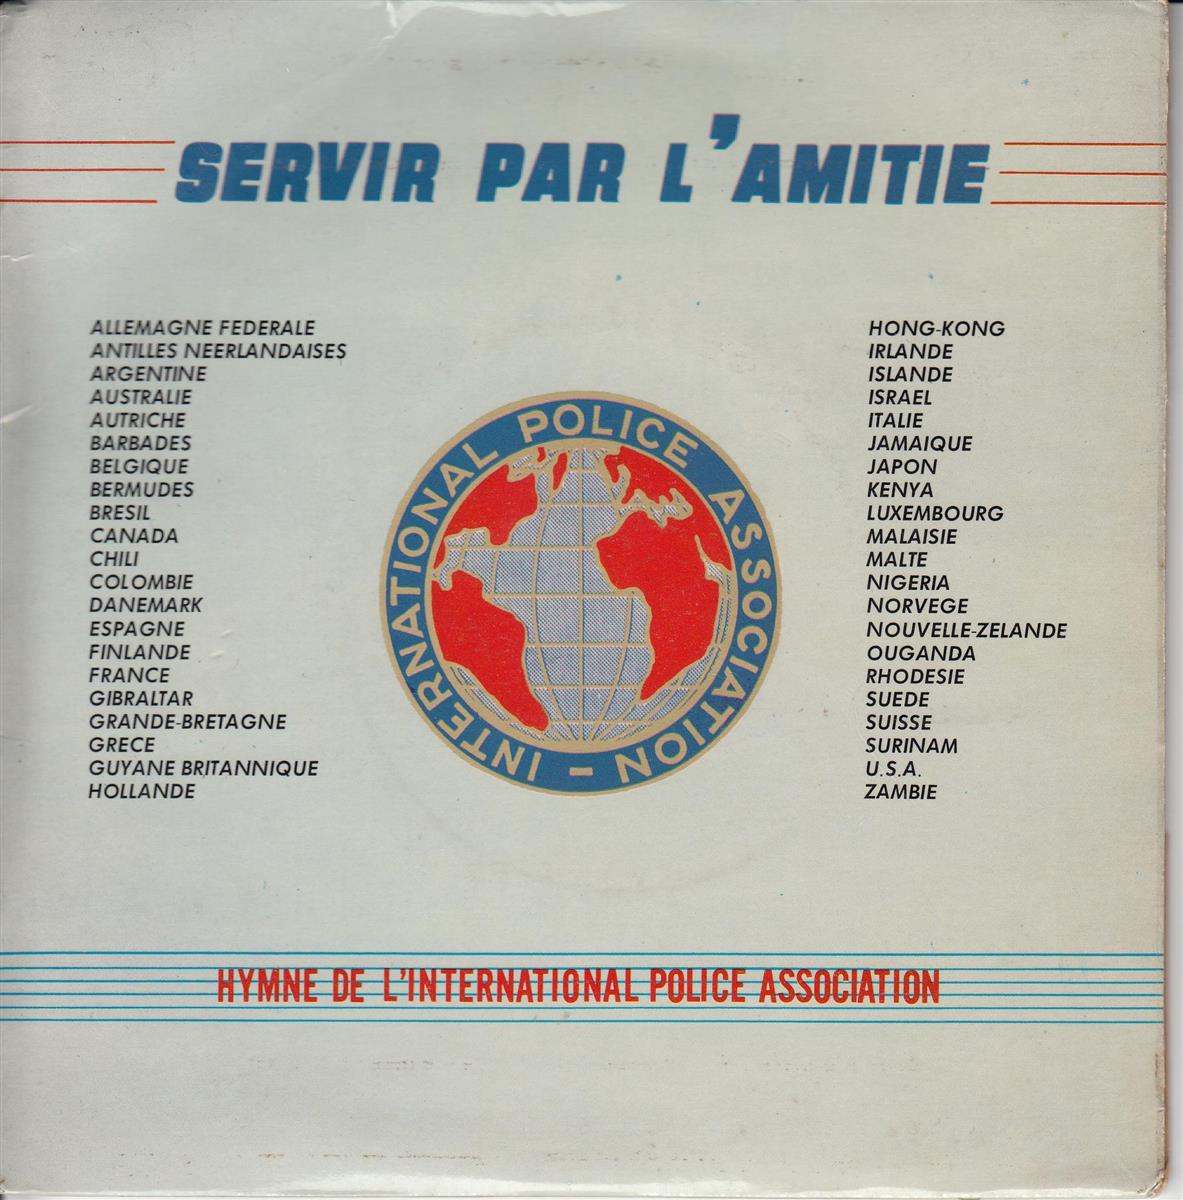 SERVIR PAR L'AMITIE
ALLEMAGNE FEDERALE
ANTILLES NEERLANDAISES
ARGENTINE
AUSTRALIE
AUTRICHE
BARBADES
BELGIQUE
BERMUDES
BRESIL
CANADA
CHILI
COLOMBIE
DANEMARK
ESPAGNE
FINLANDE
FRANCE
GIBRALTAR
GRANDE-BRETAGNE
GRECE
GUYANE BRITANNIQUE
HOLLANDE
INTERNATIONAL POLICE ASSOCIATION -
HONG-KONG
IRLANDE
ISLANDE
ISRAEL
ITALIE
JAMAIQUE
JAPON
KENYA
LUXEMBOURG
MALAISIE
MALTE
NIGERIA
NORVEGE
NOUVELLE-ZELANDE
OUGANDA
RHODESIE
SUEDE
SUISSE
SURINAM
U.S.A.
ZAMBIE
HYMNE DE L'INTERNATIONAL POLICE ASSOCIATION